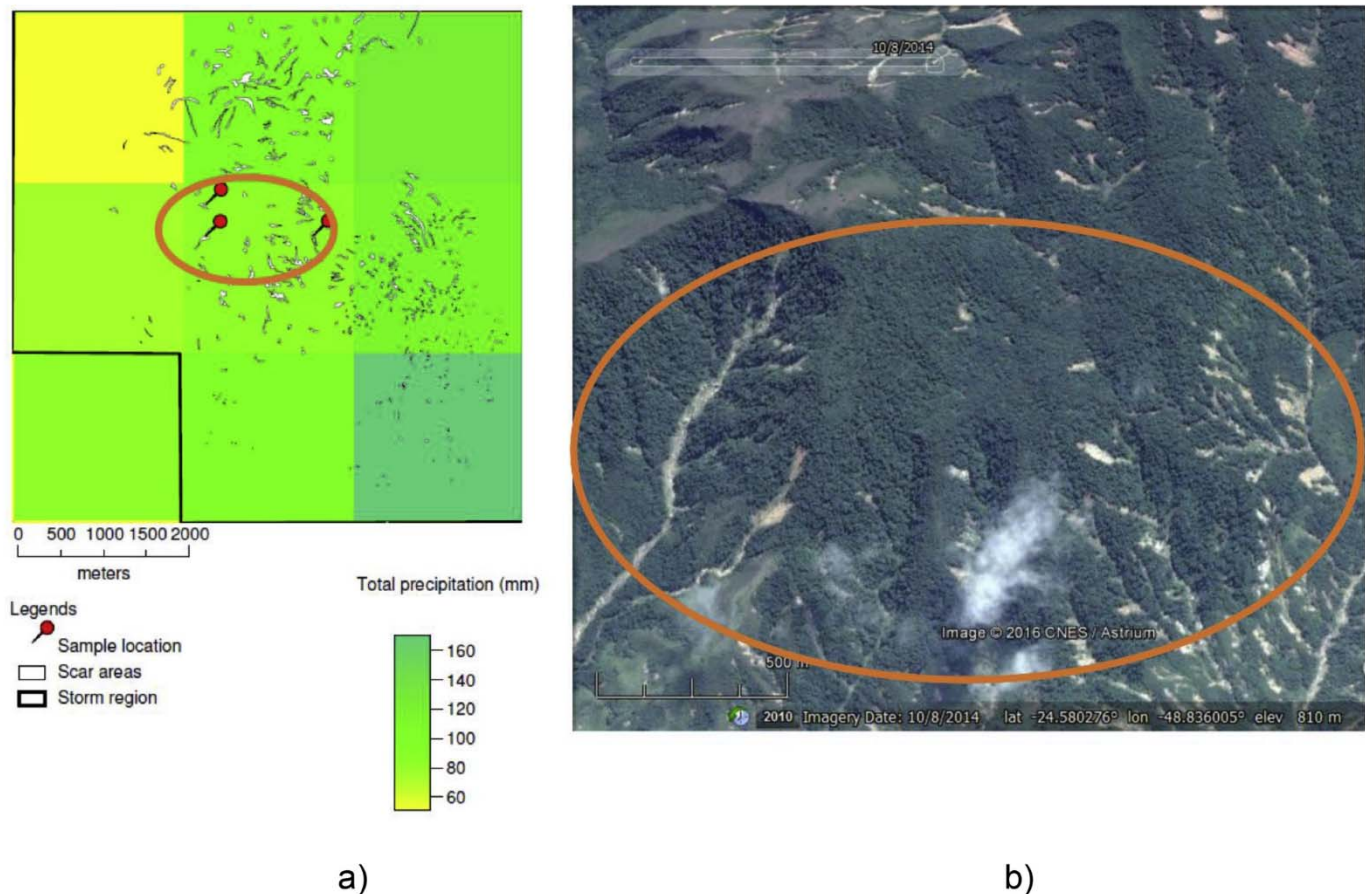 0 500 1000 1500 2000
meters
Legends
Sample location
Scar areas
Storm region
Total precipitation (mm)
160
140
120
100
80
60
10/8/2014
Image © 2016 CNES / Astrium
500 m
2010 Imagery Date: 10/8/2014 lat -24.580276° lon -48.836005° elev 810 m
a)
b)